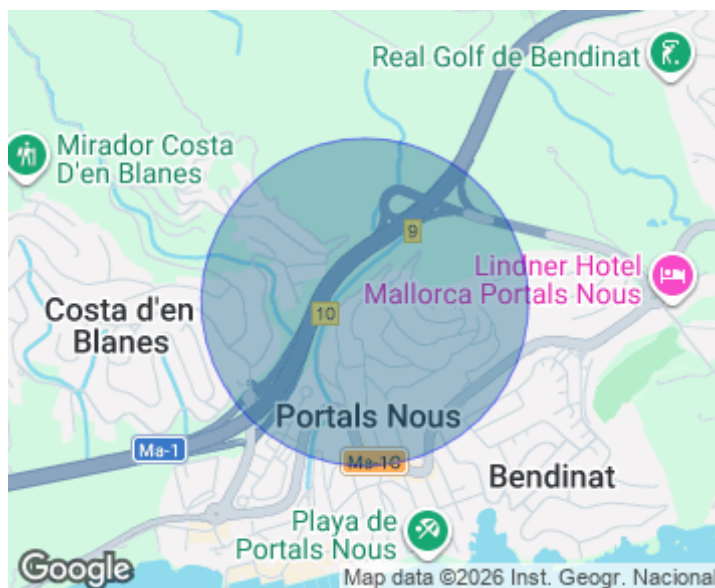 Real Golf de Bendinat
Mirador Costa
D'en Blanes
9
Lindner Hotel
Mallorca Portals Nous
10
Costa d'en
Blanes
Portals Nous
Ma-1
Ma-1C
Bendinat
Playa de
Portals Nous
Google
Map data ©2026 Inst. Geogr. Nacional